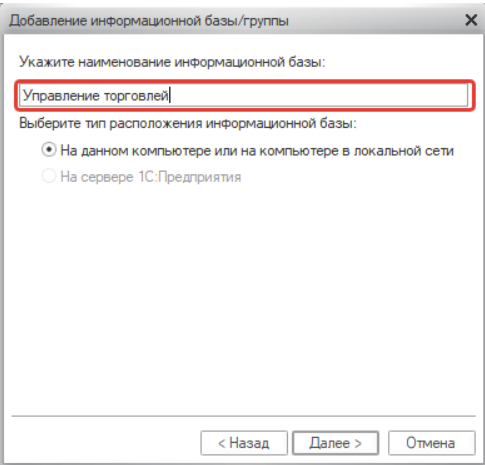 Добавление информационной базы/группы
Укажите наименование информационной базы:
Управление торговлей
Выберите тип расположения информационной базы:
На данном компьютере или на компьютере в локальной сети
На сервере 1С:Предприятия
< Назад Далее > Отмена